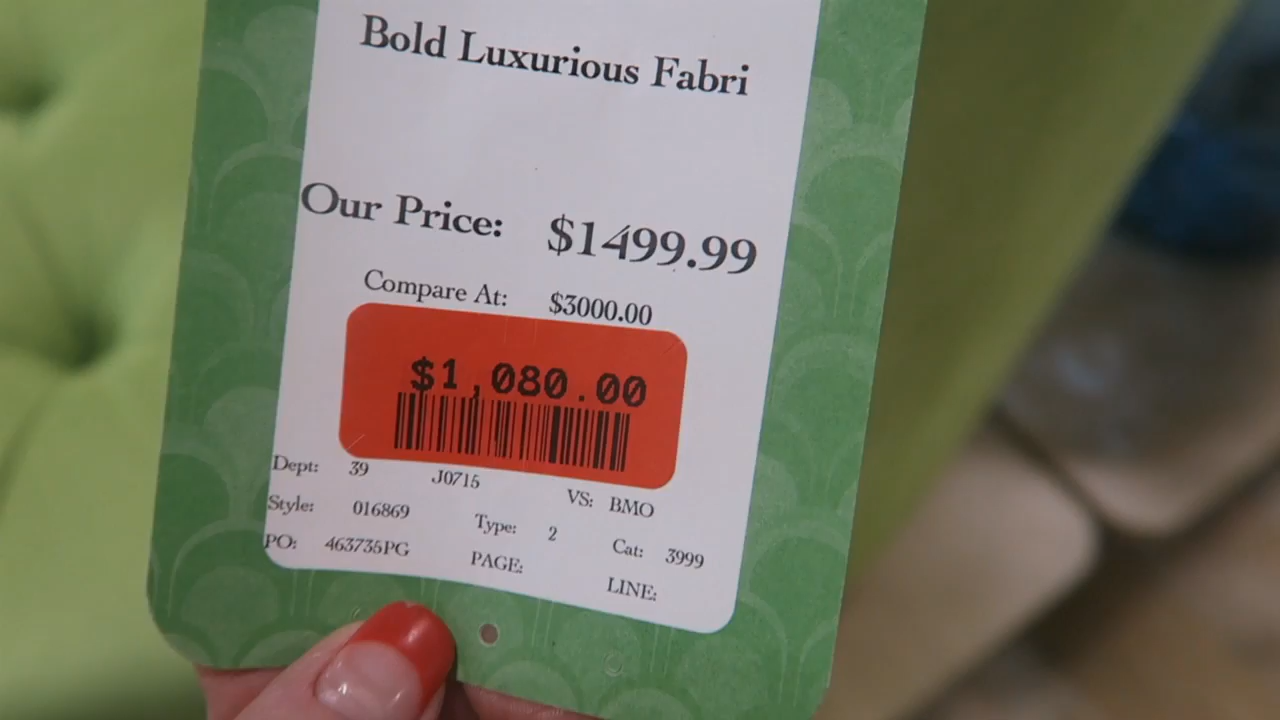 Bold Luxurious Fabri
Our Price: $1499.99
Compare At: $3000.00
$1,080.00
Dept: 39 J0715 VS: BMO
Style: 016869 Type: 2 Cat: 3999
PO: 463735PG PAGE: LINE: